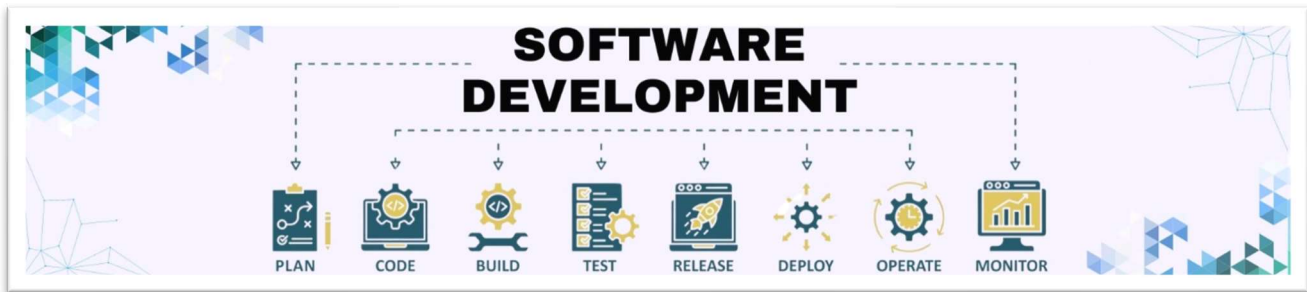 SOFTWARE
DEVELOPMENT
PLAN CODE BUILD TEST RELEASE DEPLOY OPERATE MONITOR